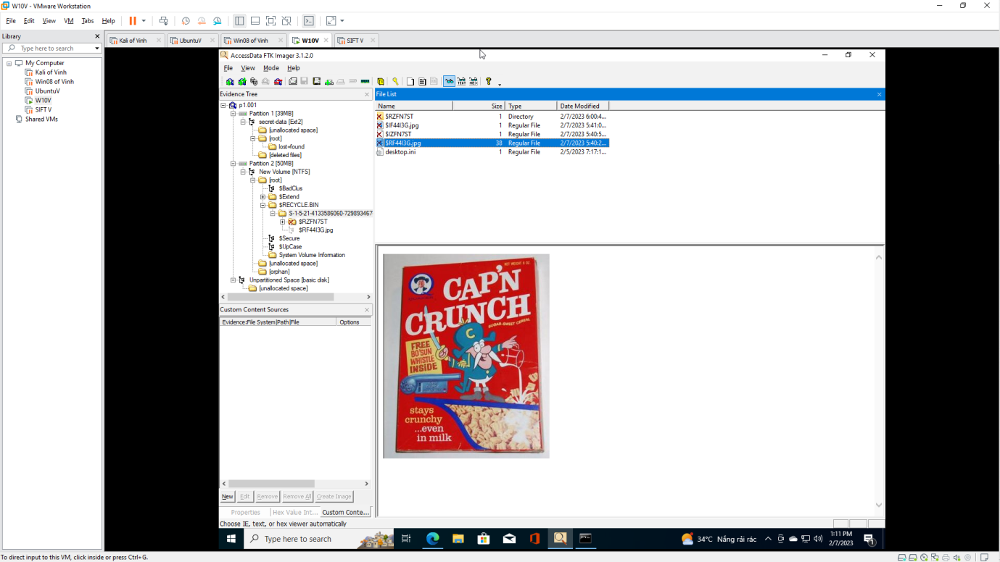 W10V - VMware Workstation
File Edit View VM Tabs Help
Library
Type here to search
My Computer
Kali of Vinh
Win08 of Vinh
UbuntuV
W10V
SIFT V
Shared VMs
Kali of Vinh
UbuntuV
Win08 of Vinh
W10V
SIFT V
AccessData FTK Imager 3.1.2.0
File View Mode Help
Evidence Tree
p1.001
Partition 1 [39MB]
secret-data [Ext2]
[unallocated space]
[root]
lost+found
[deleted files]
Partition 2 [50MB]
New Volume [NTFS]
[root]
$BadClus
$Extend
$RECYCLE.BIN
S-1-5-21-4133586060-729893467-
$RZFN7ST
$RF44I3G.jpg
$Secure
$UpCase
System Volume Information
[unallocated space]
[orphan]
Unpartitioned Space [basic disk]
[unallocated space]
Custom Content Sources
Evidence:File System|Path|File Options
New Edit Remove Remove All Create Image
Properties Hex Value Int... Custom Conte...
File List
Name Size Type Date Modified
$RZFN7ST 1 Directory 2/7/2023 6:00:4...
$IF44I3G.jpg 1 Regular File 2/7/2023 5:41:0...
$IZFN7ST 1 Regular File 2/7/2023 5:40:5...
$RF44I3G.jpg 38 Regular File 2/7/2023 5:40:2...
desktop.ini 1 Regular File 2/5/2023 7:17:1...
NET WEIGHT 8 OZ.
CAP'N
CRUNCH
SUGAR-SWEET CEREAL
C
FREE
BO'SUN
WHISTLE
INSIDE
stays
crunchy
...even
in milk
Choose IE, text, or hex viewer automatically
Type here to search
34°C Nắng rải rác
1:11 PM
2/7/2023
1
To direct input to this VM, click inside or press Ctrl+G.